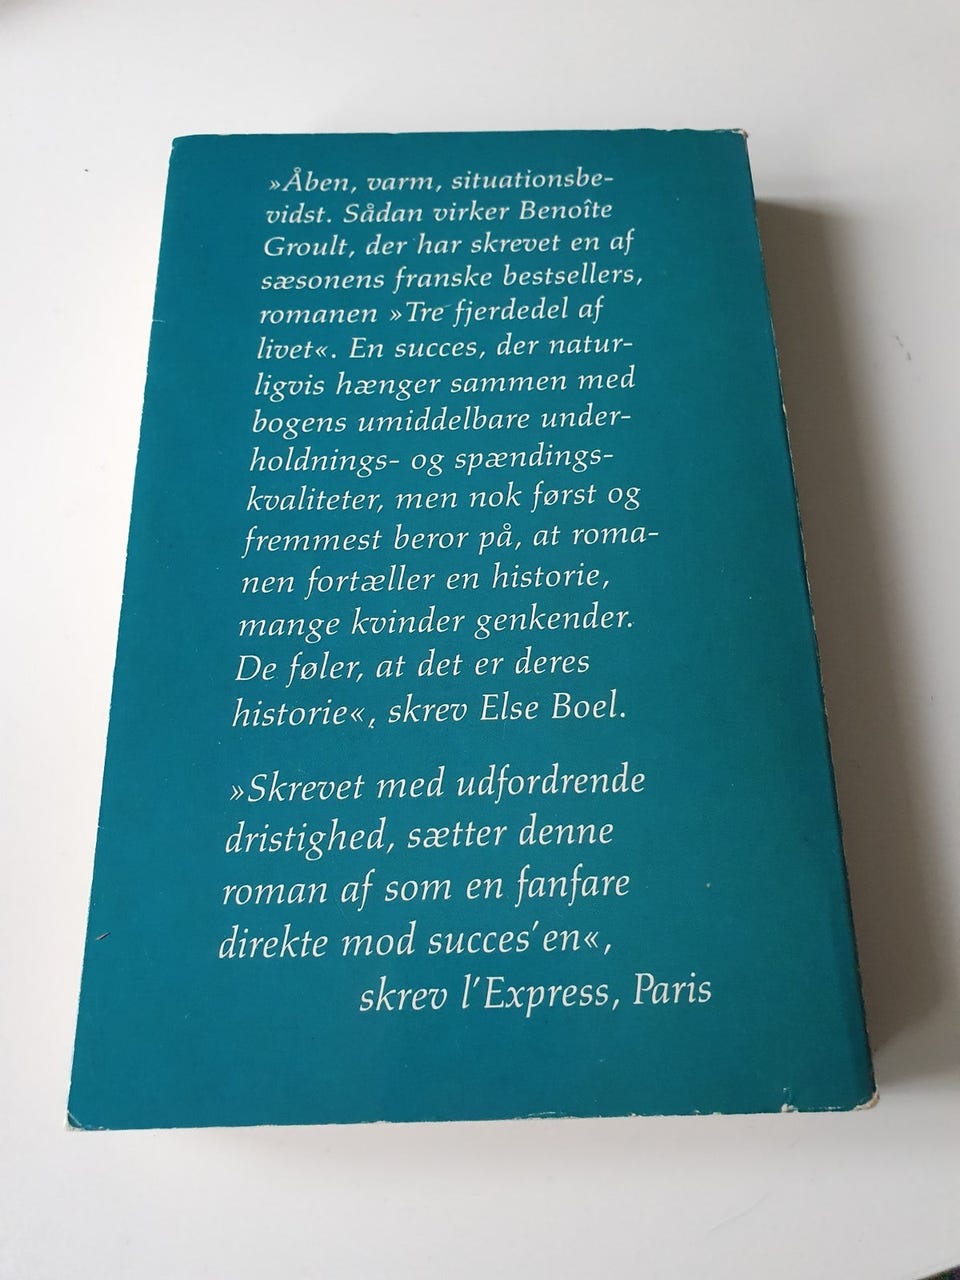 »Åben, varm, situationsbe-
vidst. Sådan virker Benoîte
Groult, der har skrevet en af
sæsonens franske bestsellers,
romanen »Tre fjerdedel af
livet«. En succes, der natur-
ligvis hænger sammen med
bogens umiddelbare under-
holdnings- og spændings-
kvaliteter, men nok først og
fremmest beror på, at roma-
nen fortæller en historie,
mange kvinder genkender.
De føler, at det er deres
historie«, skrev Else Boel.
»Skrevet med udfordrende
dristighed, sætter denne
roman af som en fanfare
direkte mod succes'en«,
skrev l'Express, Paris